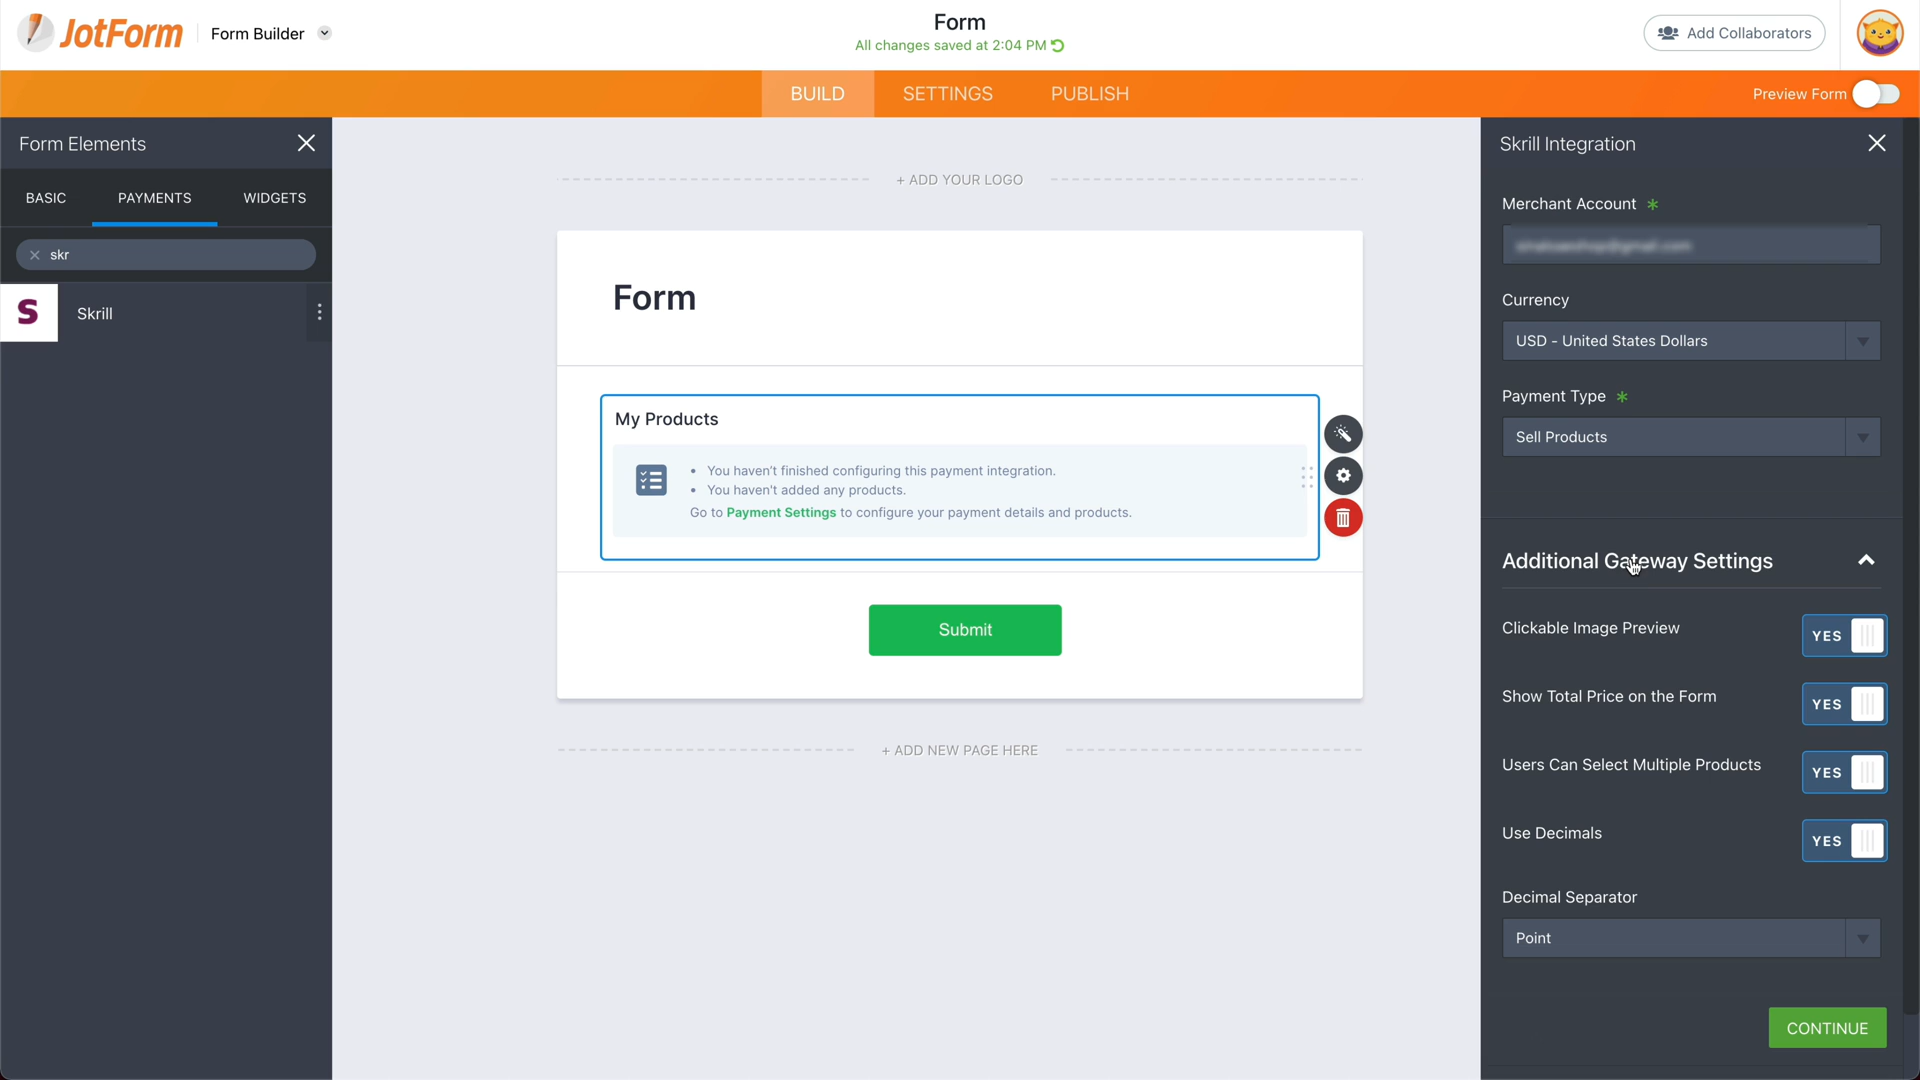 JotForm
Form Builder
Form
All changes saved at 2:04 PM
Add Collaborators
BUILD
SETTINGS
PUBLISH
Preview Form
Form Elements
BASIC
PAYMENTS
WIDGETS
skr
S
Skrill
+ ADD YOUR LOGO
Form
My Products
• You haven't finished configuring this payment integration.
• You haven't added any products.
Go to Payment Settings to configure your payment details and products.
Submit
+ ADD NEW PAGE HERE
Skrill Integration
Merchant Account *
Currency
USD - United States Dollars
Payment Type *
Sell Products
Additional Gateway Settings
Clickable Image Preview
YES
Show Total Price on the Form
YES
Users Can Select Multiple Products
YES
Use Decimals
YES
Decimal Separator
Point
CONTINUE